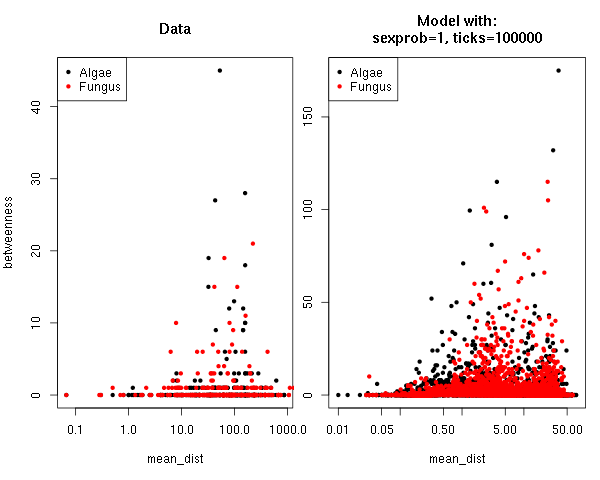 Data
Algae
Fungus
betweenness
40
30
20
10
0
0.1 1.0 10.0 100.0 1000.0
mean_dist
Model with:
sexprob=1, ticks=100000
Algae
Fungus
150
100
50
0
0.01 0.05 0.50 5.00 50.00
mean_dist